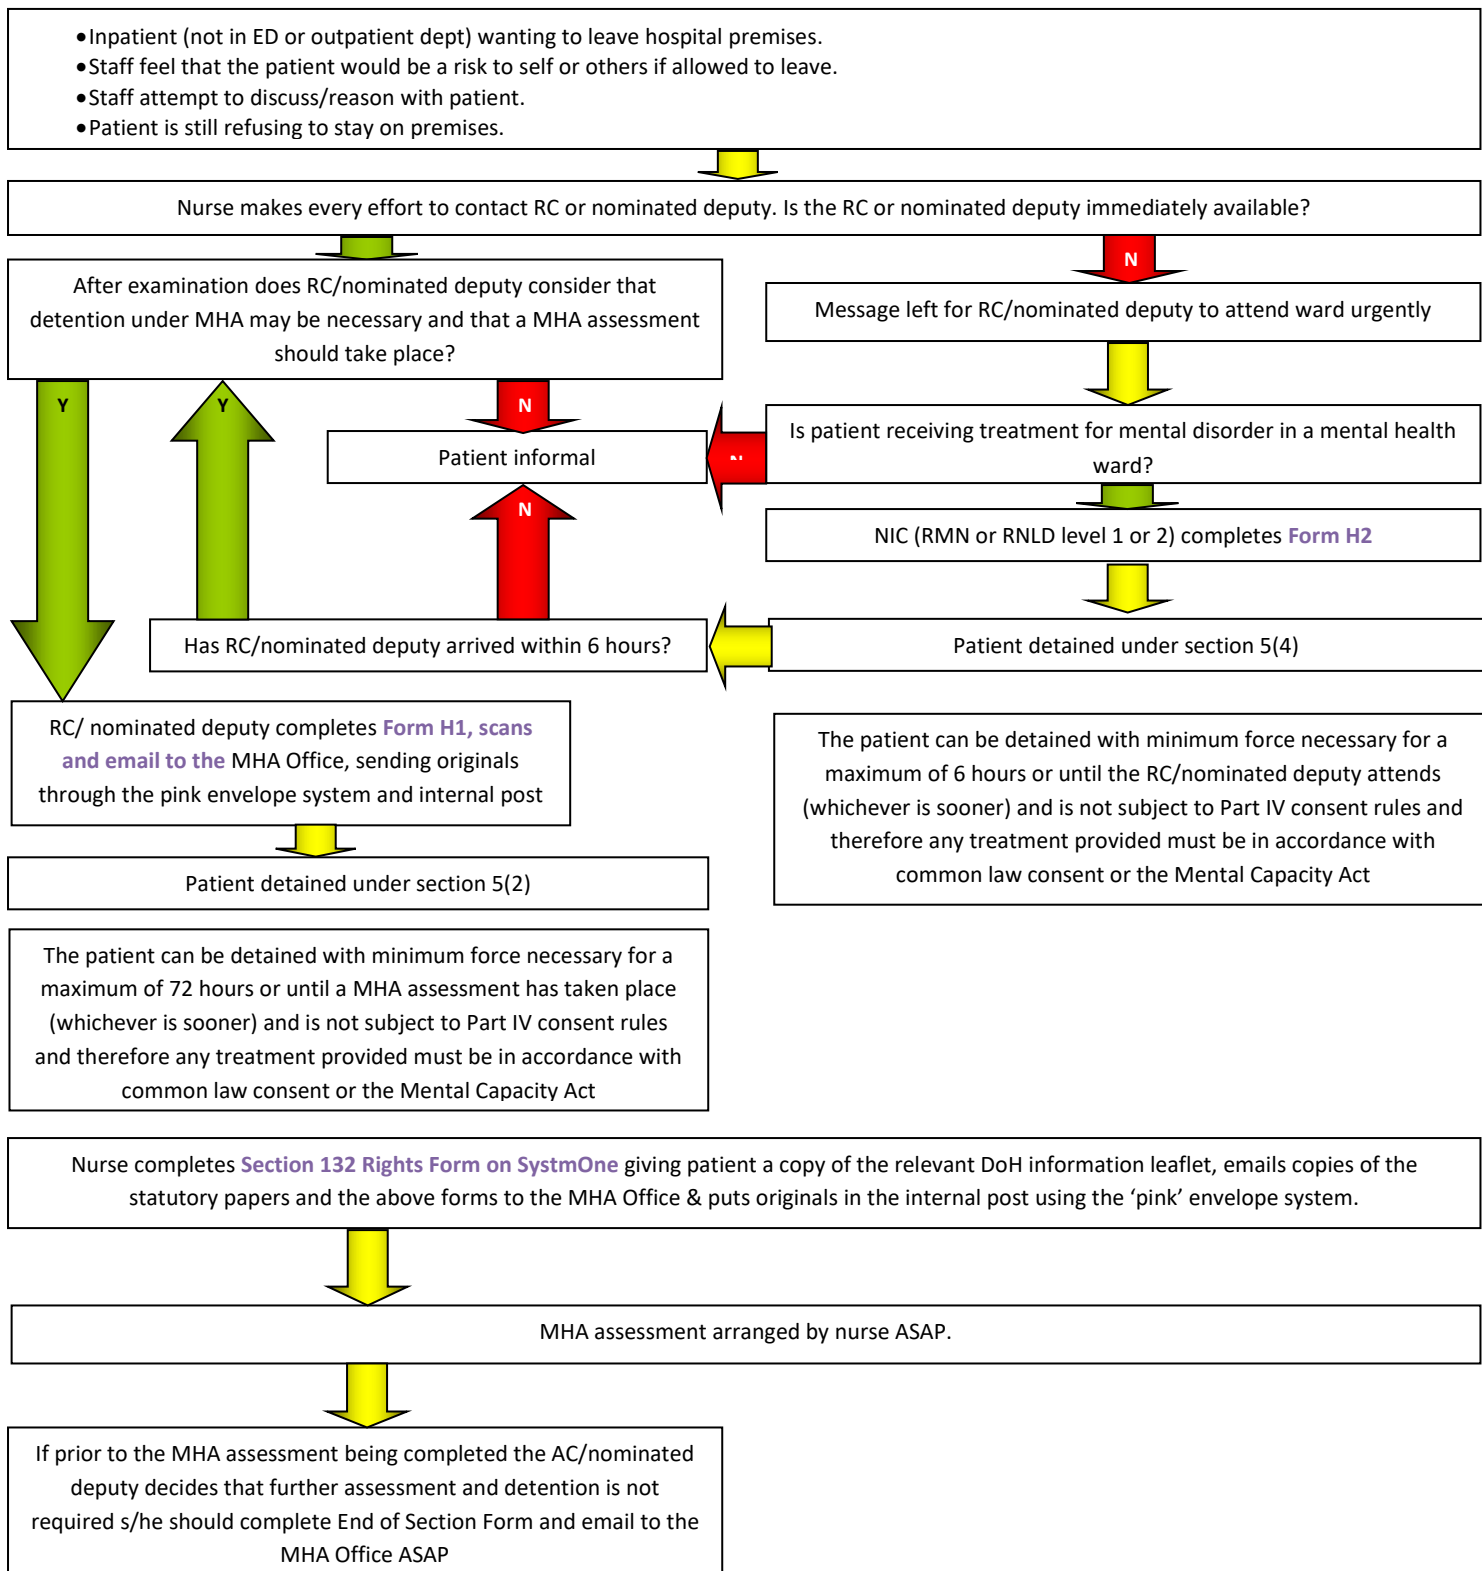 •Inpatient (not in ED or outpatient dept) wanting to leave hospital premises.
•Staff feel that the patient would be a risk to self or others if allowed to leave.
•Staff attempt to discuss/reason with patient.
•Patient is still refusing to stay on premises.
Nurse makes every effort to contact RC or nominated deputy. Is the RC or nominated deputy immediately available?
N
After examination does RC/nominated deputy consider that
detention under MHA may be necessary and that a MHA assessment
should take place?
Message left for RC/nominated deputy to attend ward urgently
Y
Y
N
Is patient receiving treatment for mental disorder in a mental health
ward?
Patient informal
N
NIC (RMN or RNLD level 1 or 2) completes Form H2
Has RC/nominated deputy arrived within 6 hours?
Patient detained under section 5(4)
RC/ nominated deputy completes Form H1, scans
and email to the MHA Office, sending originals
through the pink envelope system and internal post
The patient can be detained with minimum force necessary for a
maximum of 6 hours or until the RC/nominated deputy attends
(whichever is sooner) and is not subject to Part IV consent rules and
therefore any treatment provided must be in accordance with
common law consent or the Mental Capacity Act
Patient detained under section 5(2)
The patient can be detained with minimum force necessary for a
maximum of 72 hours or until a MHA assessment has taken place
(whichever is sooner) and is not subject to Part IV consent rules
and therefore any treatment provided must be in accordance with
common law consent or the Mental Capacity Act
Nurse completes Section 132 Rights Form on SystmOne giving patient a copy of the relevant DoH information leaflet, emails copies of the
statutory papers and the above forms to the MHA Office & puts originals in the internal post using the ‘pink’ envelope system.
MHA assessment arranged by nurse ASAP.
If prior to the MHA assessment being completed the AC/nominated
deputy decides that further assessment and detention is not
required s/he should complete End of Section Form and email to the
MHA Office ASAP